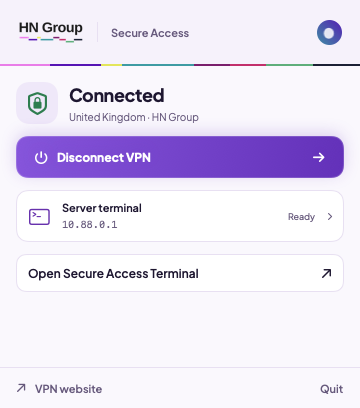 HN Group
Secure Access
Connected
United Kingdom · HN Group
Disconnect VPN
Server terminal
10.88.0.1
Ready
Open Secure Access Terminal
VPN website
Quit